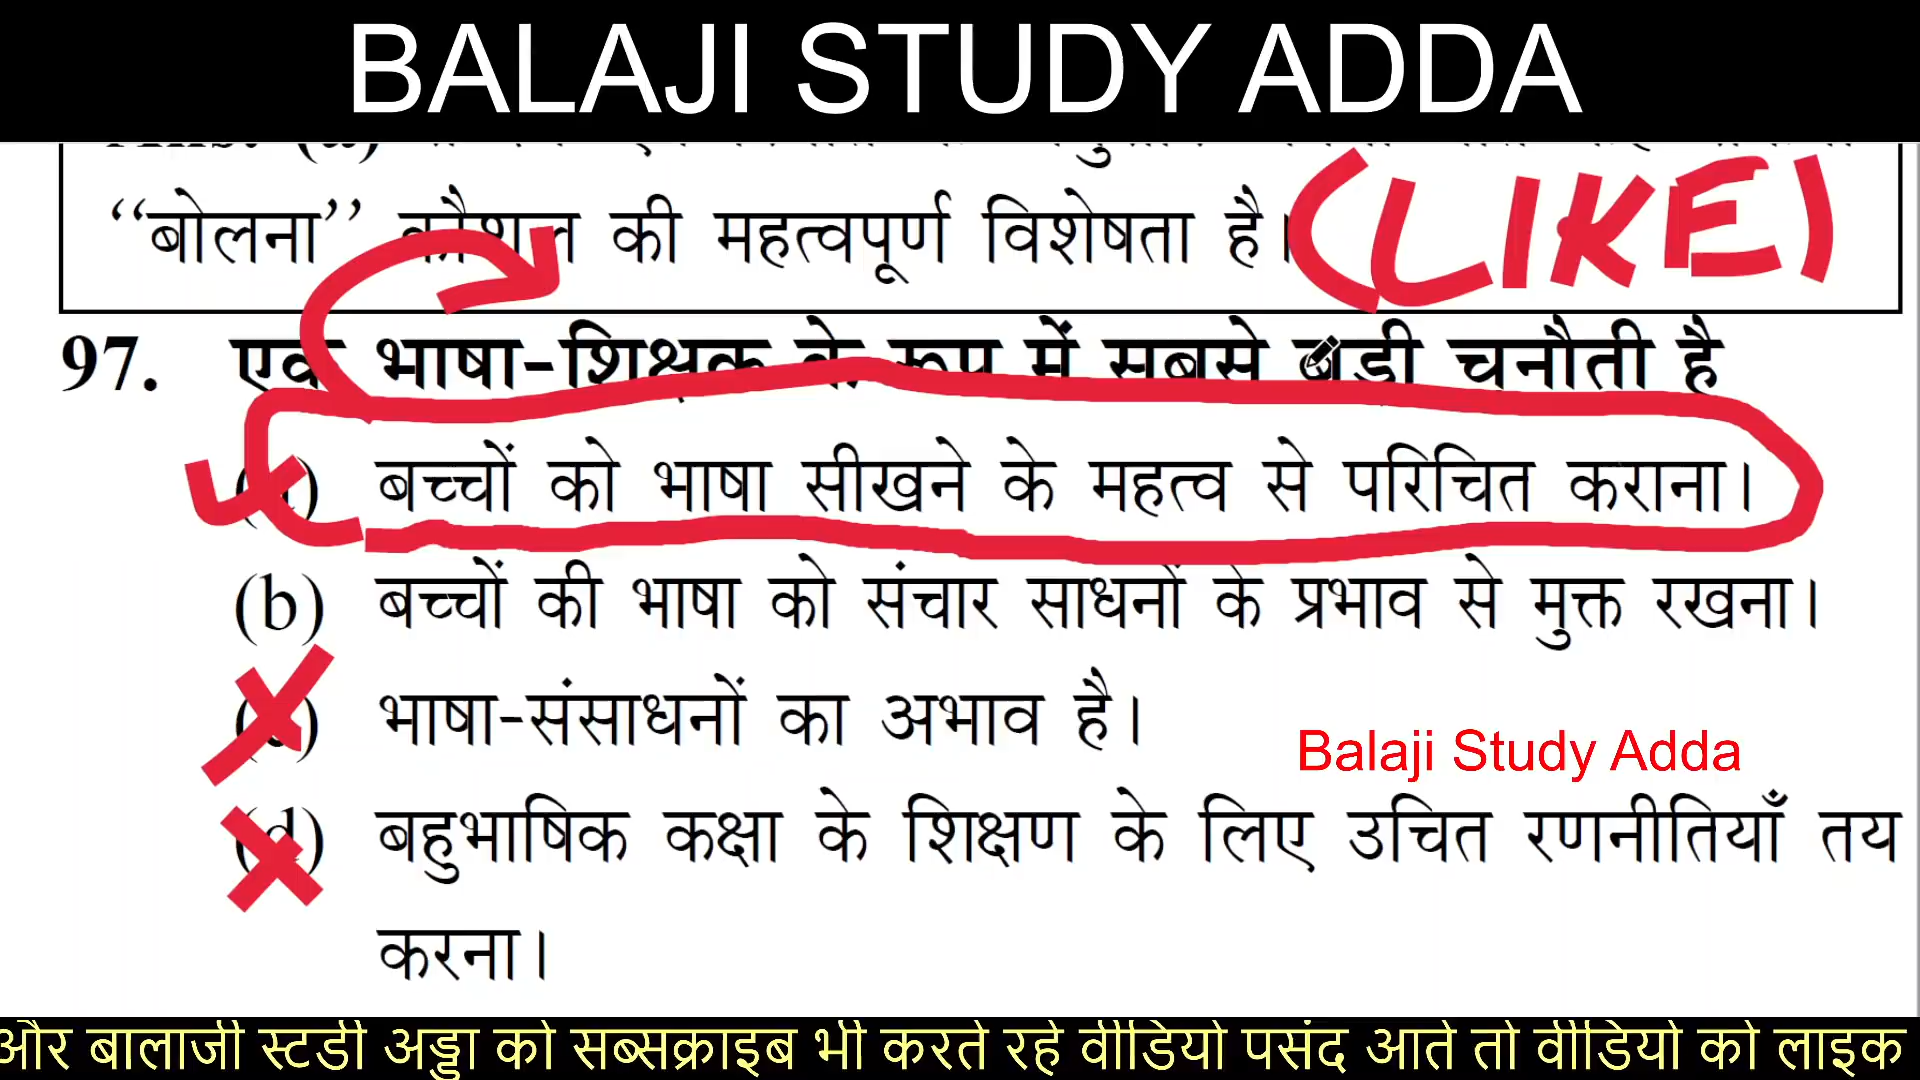 BALAJI STUDY ADDA
‘‘बोलना’’ कौशल की महत्वपूर्ण विशेषता है। (LIKE)
97. एक भाषा-शिक्षक के रूप में सबसे बड़ी चुनौती है
(a) बच्चों को भाषा सीखने के महत्व से परिचित कराना।
(b) बच्चों की भाषा को संचार साधनों के प्रभाव से मुक्त रखना।
(c) भाषा-संसाधनों का अभाव है।
Balaji Study Adda
(d) बहुभाषिक कक्षा के शिक्षण के लिए उचित रणनीतियाँ तय
करना।
और बालाजी स्टडी अड्डा को सब्सक्राइब भी करते रहे वीडियो पसंद आते तो वीडियो को लाइक